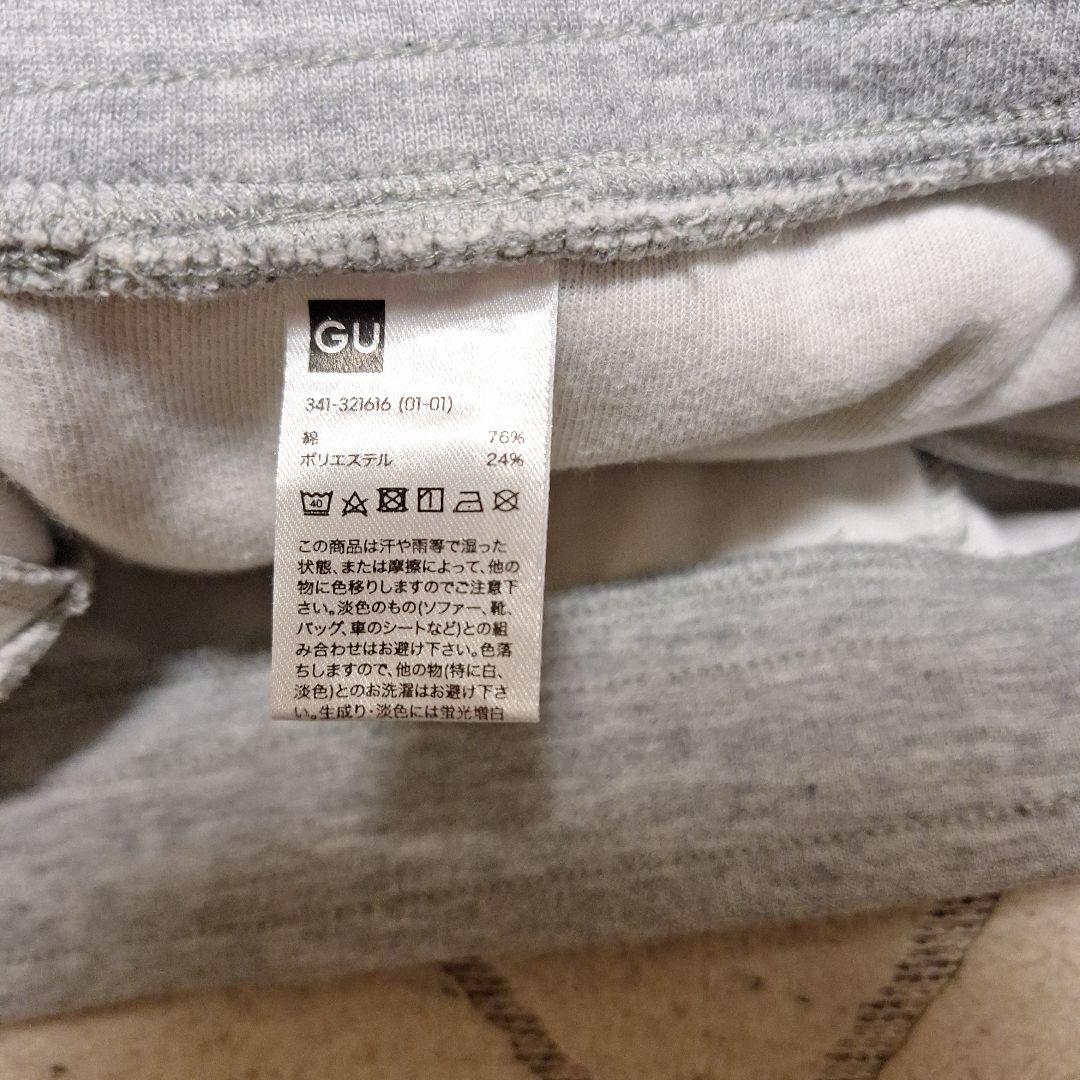 GU
341-321616 (01-01)
綿 76%
ポリエステル 24%
40
この商品は汗や雨等で湿った
状態、または摩擦によって、他の
物に色移りしますのでご注意下
さい。淡色のもの(ソファー、靴、
バッグ、車のシートなど)との組
み合わせはお避け下さい。色落
ちしますので、他の物(特に白、
淡色)とのお洗濯はお避け下さ
い。生成り・淡色には蛍光増白